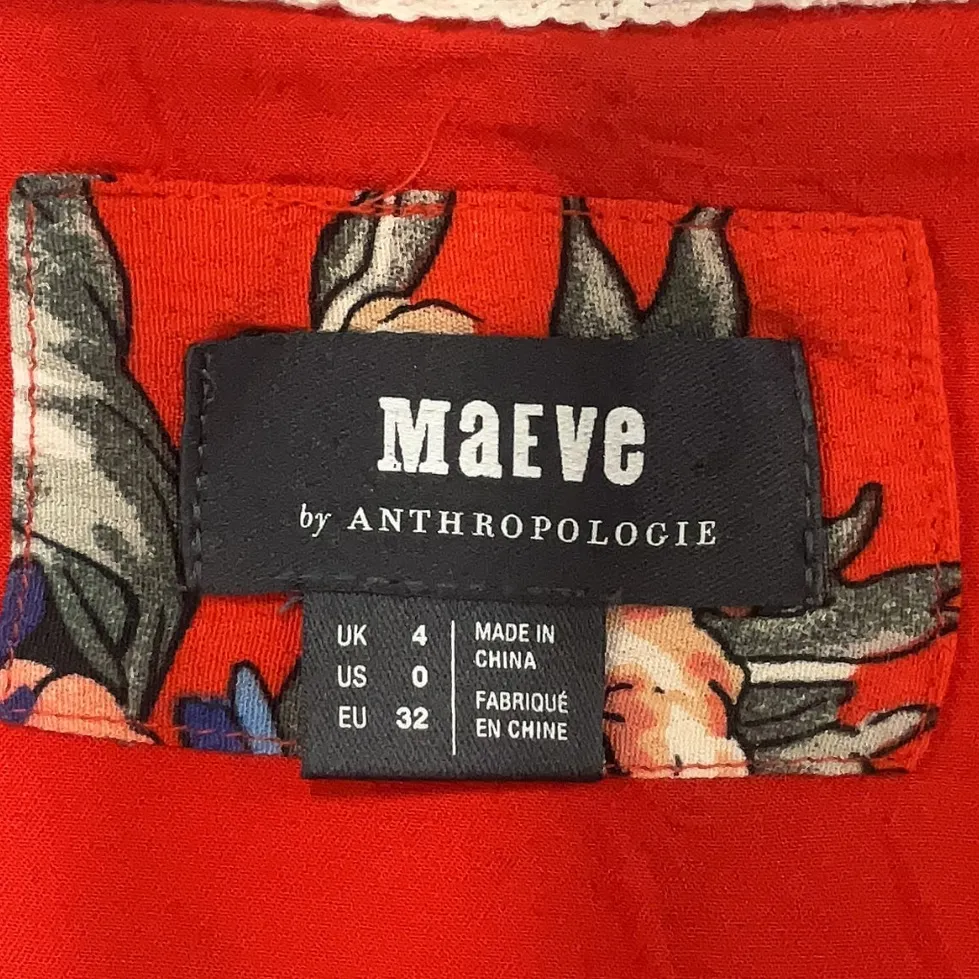 Maeve
by ANTHROPOLOGIE
UK 4
US 0
EU 32
MADE IN
CHINA
FABRIQUÉ
EN CHINE